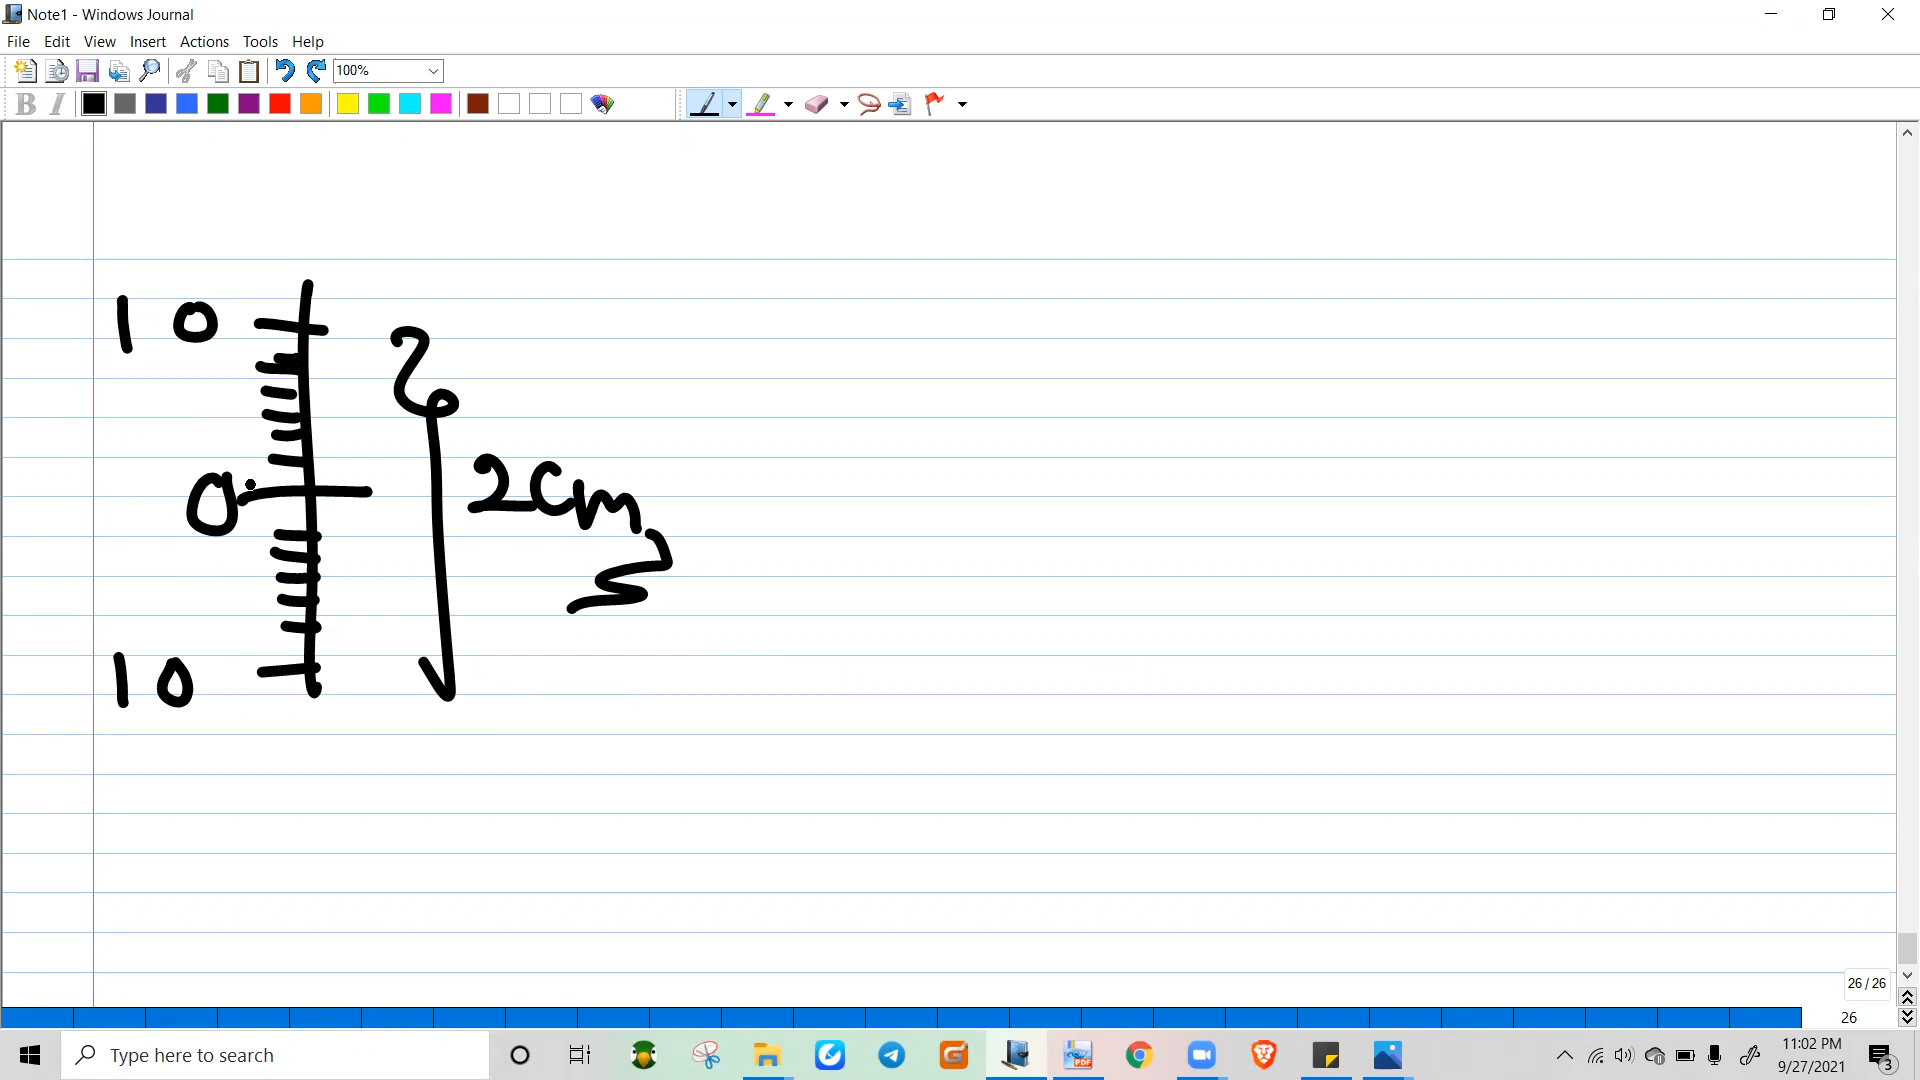 Note1 - Windows Journal
File Edit View Insert Actions Tools Help
100%
B I
10
0
2cm
10
26 / 26
26
Type here to search
11:02 PM
9/27/2021
3